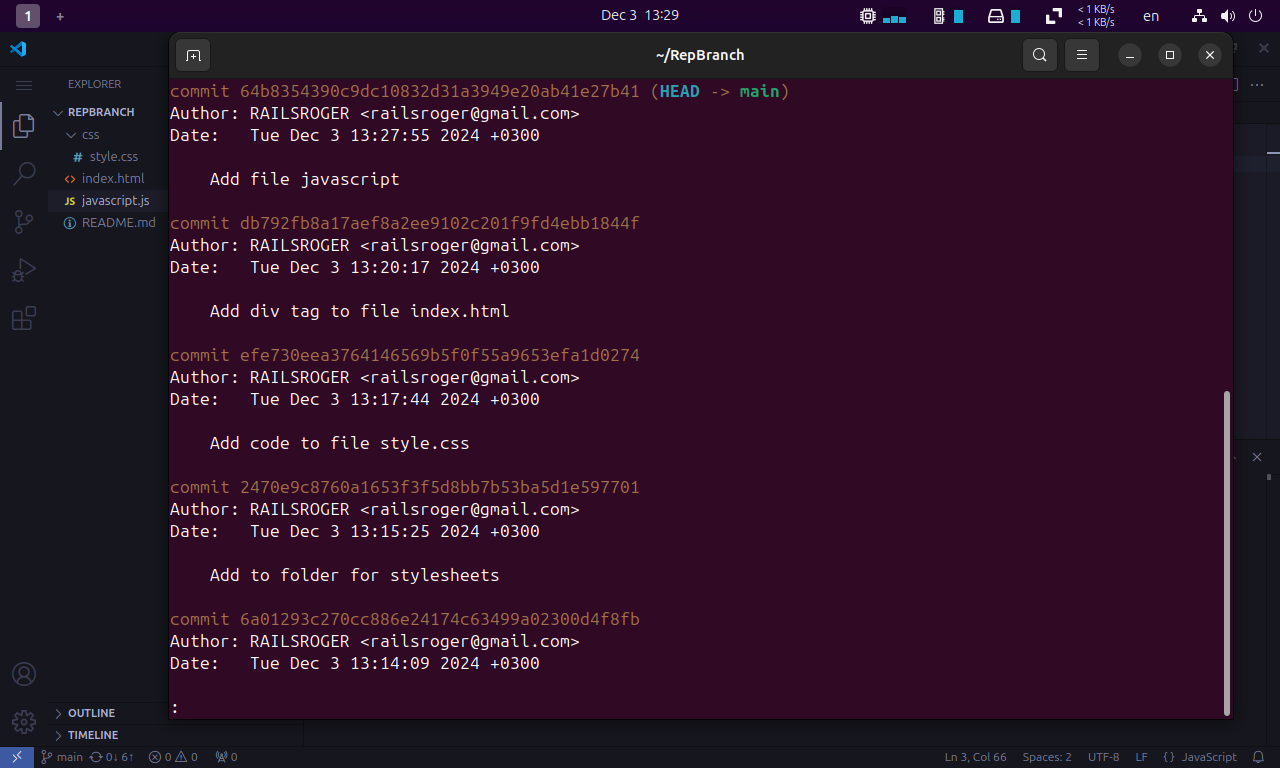 1 +
Dec 3 13:29
< 1 KB/s
< 1 KB/s
en
~/RepBranch
EXPLORER
REPBRANCH
css
# style.css
<> index.html
JS javascript.js
README.md
OUTLINE
TIMELINE
commit 64b8354390c9dc10832d31a3949e20ab41e27b41 (HEAD -> main)
Author: RAILSROGER <railsroger@gmail.com>
Date:   Tue Dec 3 13:27:55 2024 +0300
Add file javascript
commit db792fb8a17aef8a2ee9102c201f9fd4ebb1844f
Author: RAILSROGER <railsroger@gmail.com>
Date:   Tue Dec 3 13:20:17 2024 +0300
Add div tag to file index.html
commit efe730eea3764146569b5f0f55a9653efa1d0274
Author: RAILSROGER <railsroger@gmail.com>
Date:   Tue Dec 3 13:17:44 2024 +0300
Add code to file style.css
commit 2470e9c8760a1653f3f5d8bb7b53ba5d1e597701
Author: RAILSROGER <railsroger@gmail.com>
Date:   Tue Dec 3 13:15:25 2024 +0300
Add to folder for stylesheets
commit 6a01293c270cc886e24174c63499a02300d4f8fb
Author: RAILSROGER <railsroger@gmail.com>
Date:   Tue Dec 3 13:14:09 2024 +0300
:
main 0↓ 6↑ 0 0 0 Ln 3, Col 66 Spaces: 2 UTF-8 LF {} JavaScript